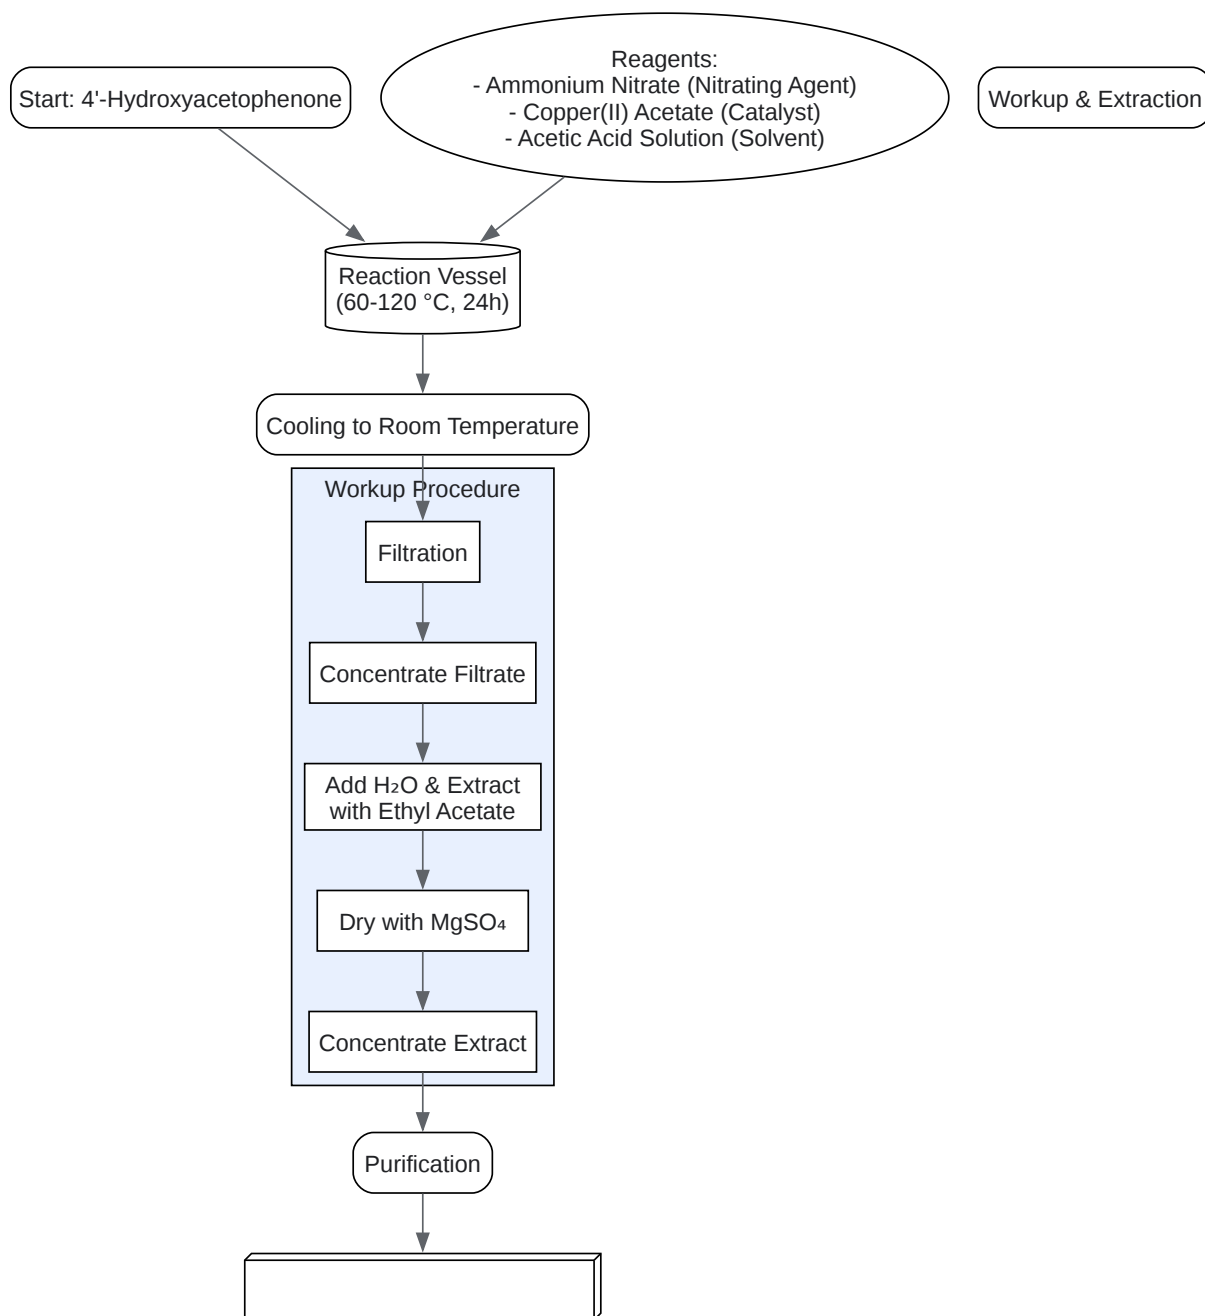 Start: 4'-Hydroxyacetophenone
Reagents:
- Ammonium Nitrate (Nitrating Agent)
- Copper(II) Acetate (Catalyst)
- Acetic Acid Solution (Solvent)
Workup & Extraction
Reaction Vessel
(60-120 °C, 24h)
Cooling to Room Temperature
Workup Procedure
Filtration
Concentrate Filtrate
Add H₂O & Extract
with Ethyl Acetate
Dry with MgSO₄
Concentrate Extract
Purification